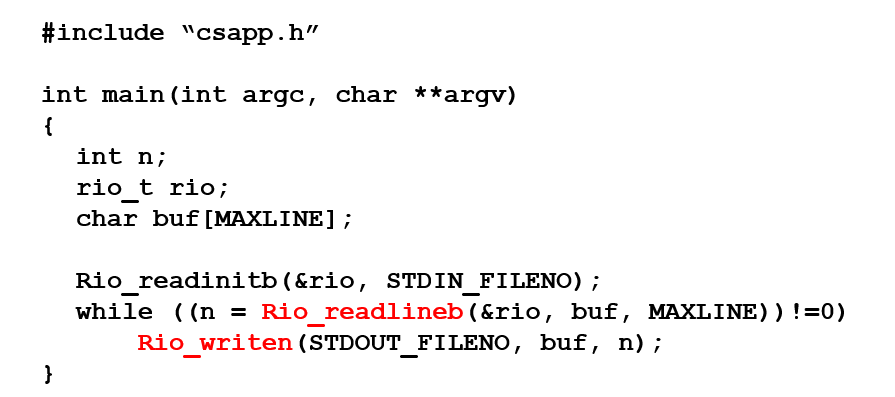 #include “csapp.h”
int main(int argc, char **argv)
{
int n;
rio_t rio;
char buf[MAXLINE];
Rio_readinitb(&rio, STDIN_FILENO);
while ((n = Rio_readlineb(&rio, buf, MAXLINE))!=0)
Rio_writen(STDOUT_FILENO, buf, n);
}